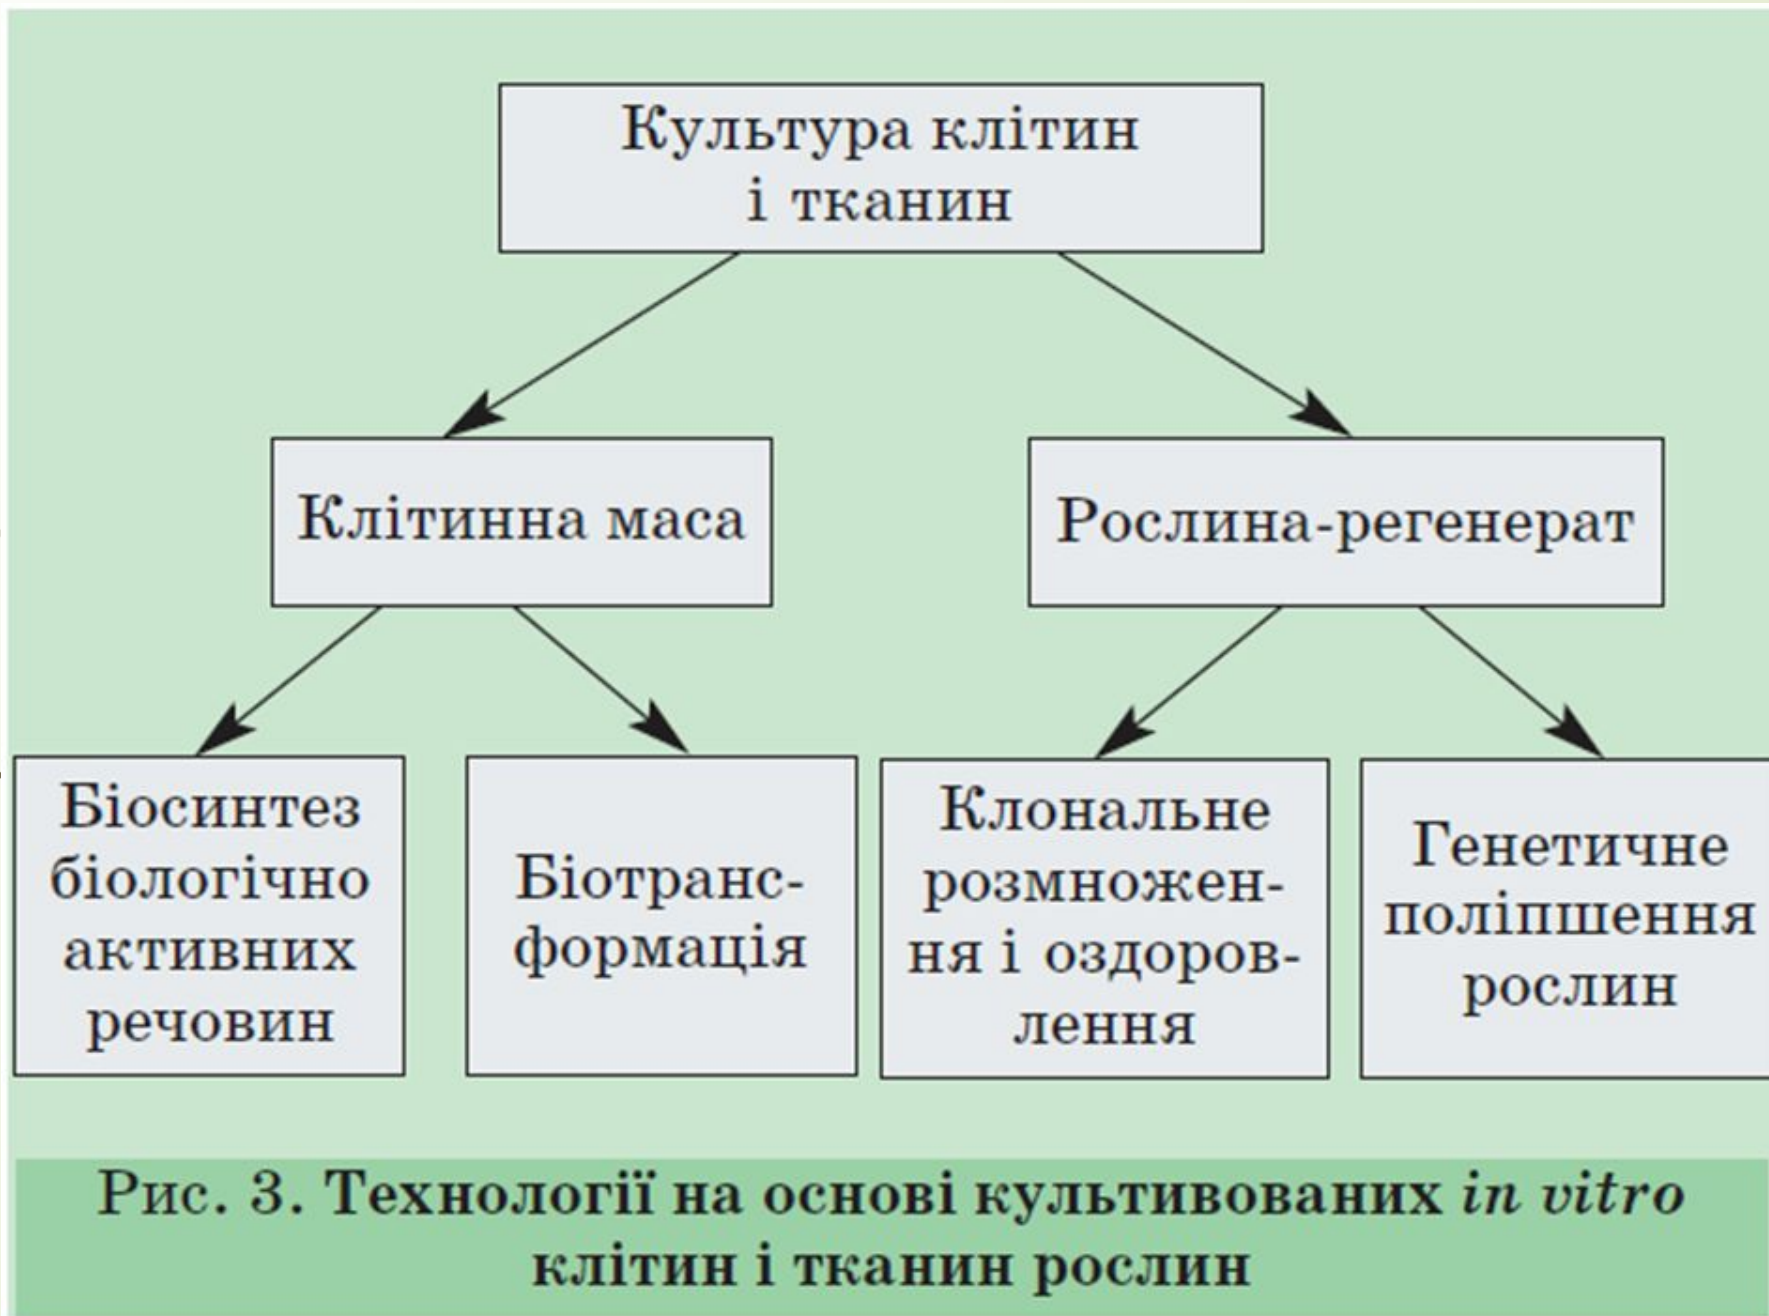 Культура клітин
і тканин
Клітинна маса
Рослина-регенерат
Біосинтез
біологічно
активних
речовин
Біотранс-
формація
Клональне
розмножен-
ня і оздоров-
лення
Генетичне
поліпшення
рослин
Рис. 3. Технології на основі культивованих in vitro
клітин і тканин рослин